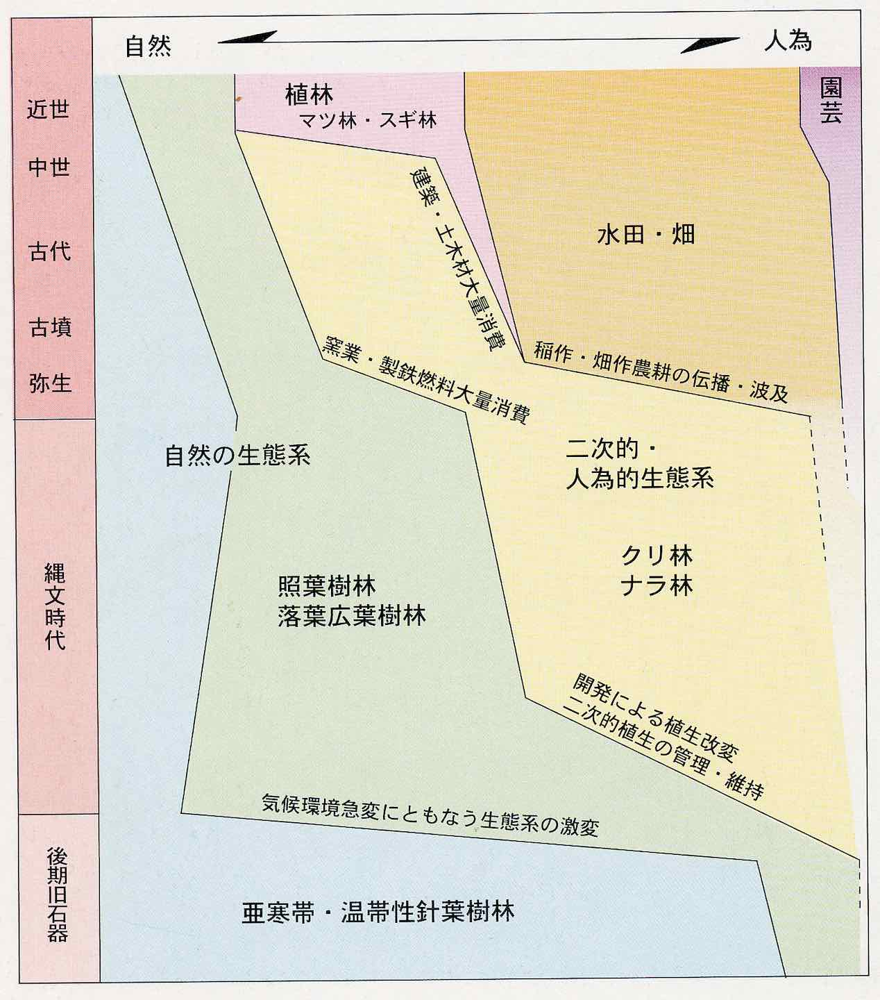 自然
人為
近世
中世
古代
古墳
弥生
縄文時代
後期旧石器
植林
マツ林・スギ林
園芸
建築・土木材大量消費
水田・畑
窯業・製鉄燃料大量消費
稲作・畑作農耕の伝播・波及
自然の生態系
二次的・
人為的生態系
クリ林
ナラ林
照葉樹林
落葉広葉樹林
開発による植生改変
二次的植生の管理・維持
気候環境急変にともなう生態系の激変
亜寒帯・温帯性針葉樹林